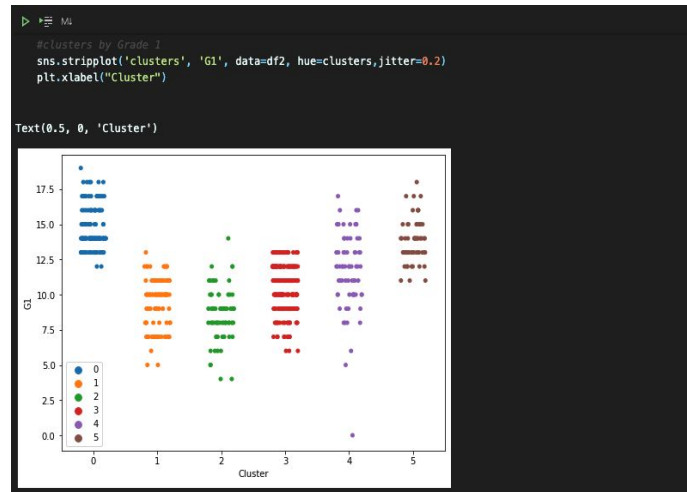 M↓
#clusters by Grade 1
sns.stripplot('clusters', 'G1', data=df2, hue=clusters,jitter=0.2)
plt.xlabel("Cluster")
Text(0.5, 0, 'Cluster')
17.5
15.0
12.5
10.0
7.5
5.0
2.5
0.0
G1
0
1
2
3
4
5
0
1
2
3
4
5
Cluster